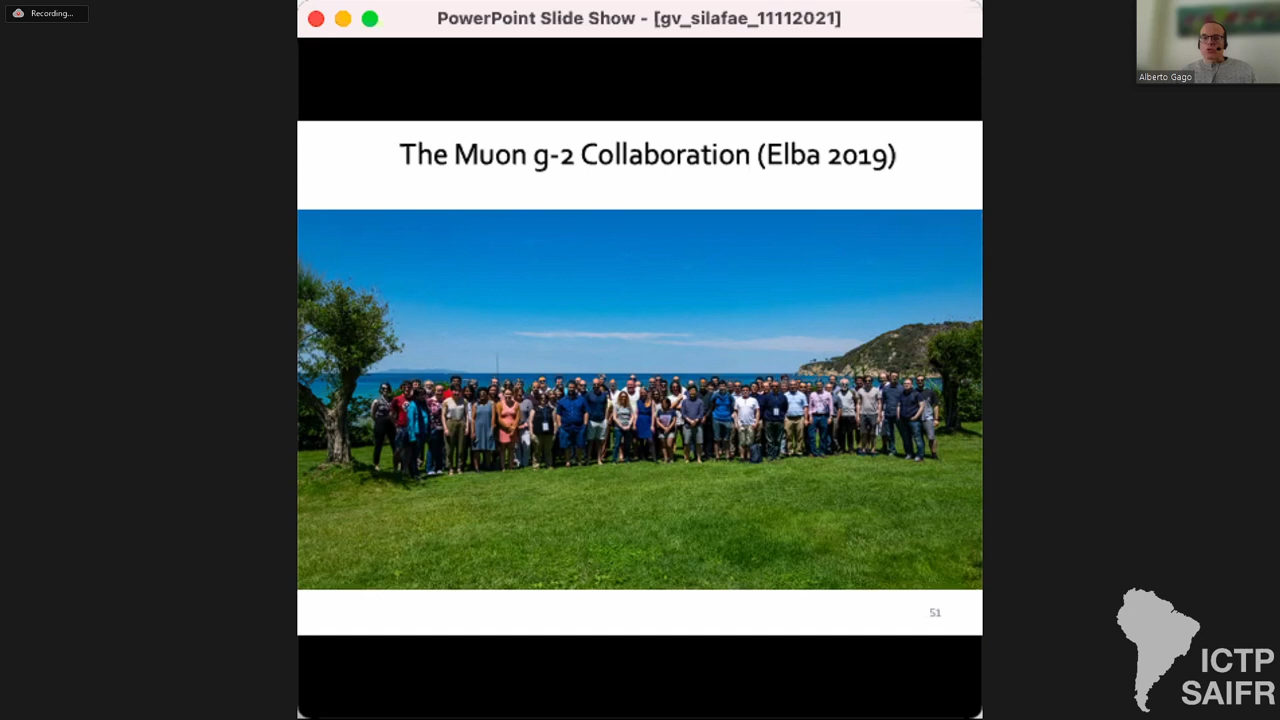 Recording...
PowerPoint Slide Show - [gv_silafae_11112021]
Alberto Gago
The Muon g-2 Collaboration (Elba 2019)
51
ICTP
SAIFR